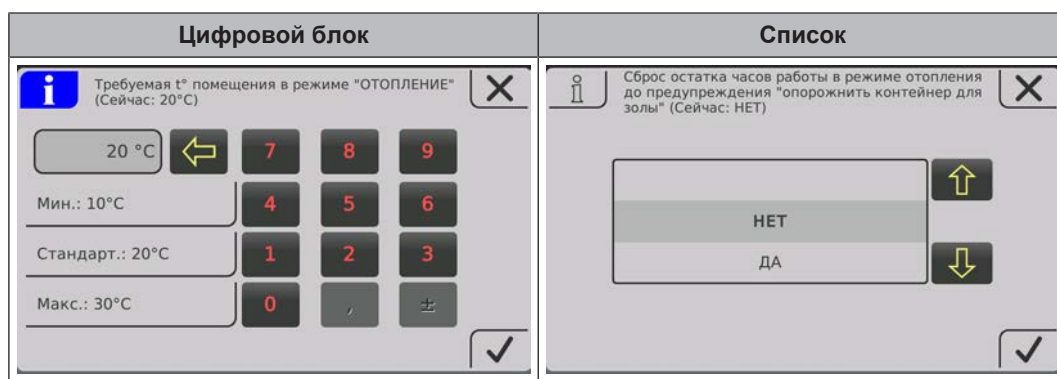 Цифровой блок
Список
Требуемая t° помещения в режиме "ОТОПЛЕНИЕ"
(Сейчас: 20°C)
20 °C
7 8 9
Мин.: 10°C
4 5 6
Стандарт.: 20°C
1 2 3
Макс.: 30°C
0 , ±
Сброс остатка часов работы в режиме отопления
до предупреждения "опорожнить контейнер для
золы" (Сейчас: НЕТ)
НЕТ
ДА